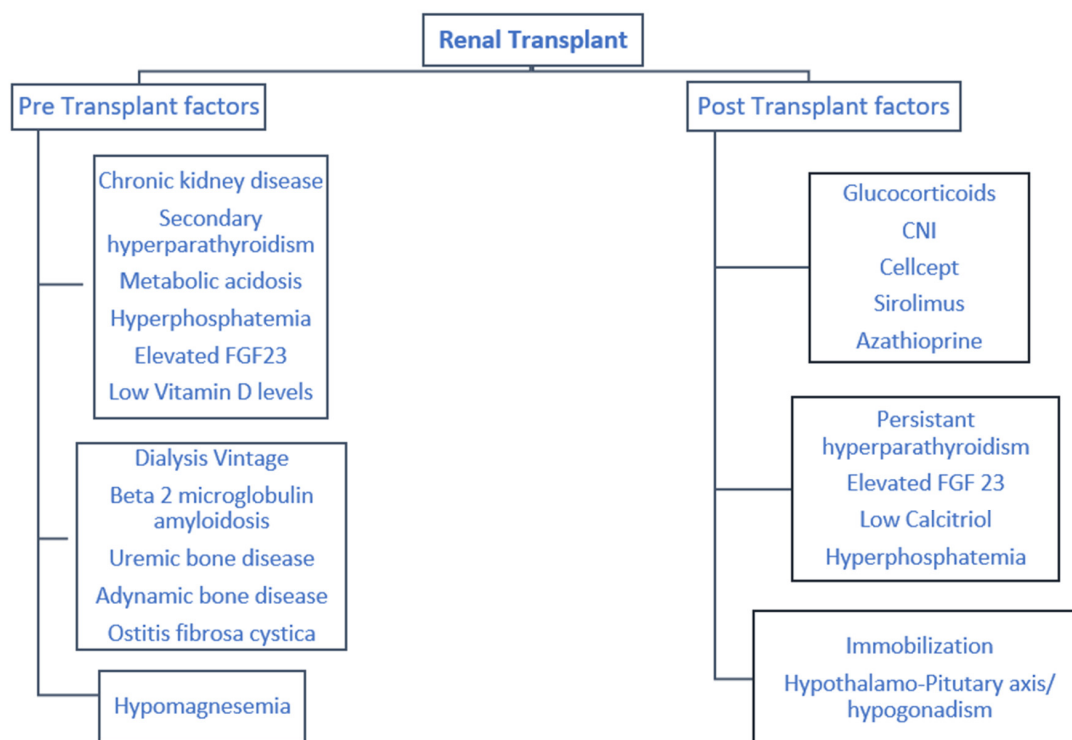 Renal Transplant
Pre Transplant factors
Chronic kidney disease
Secondary
hyperparathyroidism
Metabolic acidosis
Hyperphosphatemia
Elevated FGF23
Low Vitamin D levels
Dialysis Vintage
Beta 2 microglobulin
amyloidosis
Uremic bone disease
Adynamic bone disease
Ostitis fibrosa cystica
Hypomagnesemia
Post Transplant factors
Glucocorticoids
CNI
Cellcept
Sirolimus
Azathioprine
Persistant
hyperparathyroidism
Elevated FGF 23
Low Calcitriol
Hyperphosphatemia
Immobilization
Hypothalamo-Pitutary axis/
hypogonadism